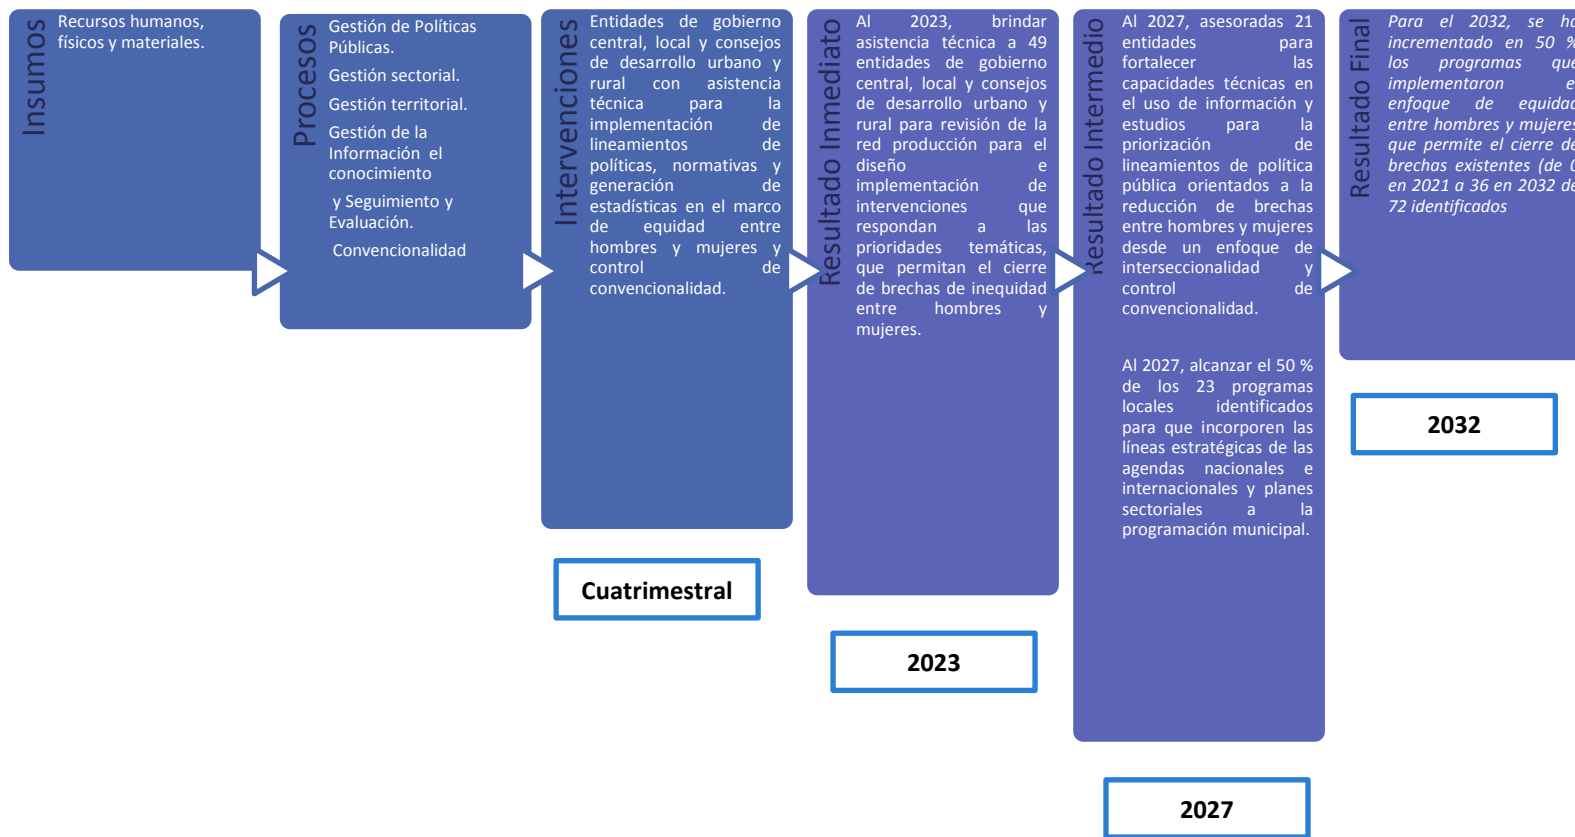 Insumos
Recursos humanos,
físicos y materiales.
Procesos
Gestión de Políticas
Públicas.
Gestión sectorial.
Gestión territorial.
Gestión de la
Información el
conocimiento
y Seguimiento y
Evaluación.
Convencionalidad
Intervenciones
Entidades de gobierno
central, local y consejos
de desarrollo urbano y
rural con asistencia
técnica para la
implementación de
lineamientos de
políticas, normativas y
generación de
estadísticas en el marco
de equidad entre
hombres y mujeres y
control de
convencionalidad.
Cuatrimestral
Resultado Inmediato
Al 2023, brindar
asistencia técnica a 49
entidades de gobierno
central, local y consejos
de desarrollo urbano y
rural para revisión de la
red producción para el
diseño e
implementación de
intervenciones que
respondan a las
prioridades temáticas,
que permitan el cierre
de brechas de inequidad
entre hombres y
mujeres.
2023
Resultado Intermedio
Al 2027, asesoradas 21
entidades para
fortalecer las
capacidades técnicas en
el uso de información y
estudios para la
priorización de
lineamientos de política
pública orientados a la
reducción de brechas
entre hombres y mujeres
desde un enfoque de
interseccionalidad y
control de
convencionalidad.
Al 2027, alcanzar el 50 %
de los 23 programas
locales identificados
para que incorporen las
líneas estratégicas de las
agendas nacionales e
internacionales y planes
sectoriales a la
programación municipal.
2027
Resultado Final
Para el 2032, se ha
incrementado en 50 %
los programas que
implementaron el
enfoque de equidad
entre hombres y mujeres
que permite el cierre de
brechas existentes (de 0
en 2021 a 36 en 2032 de
72 identificados
2032